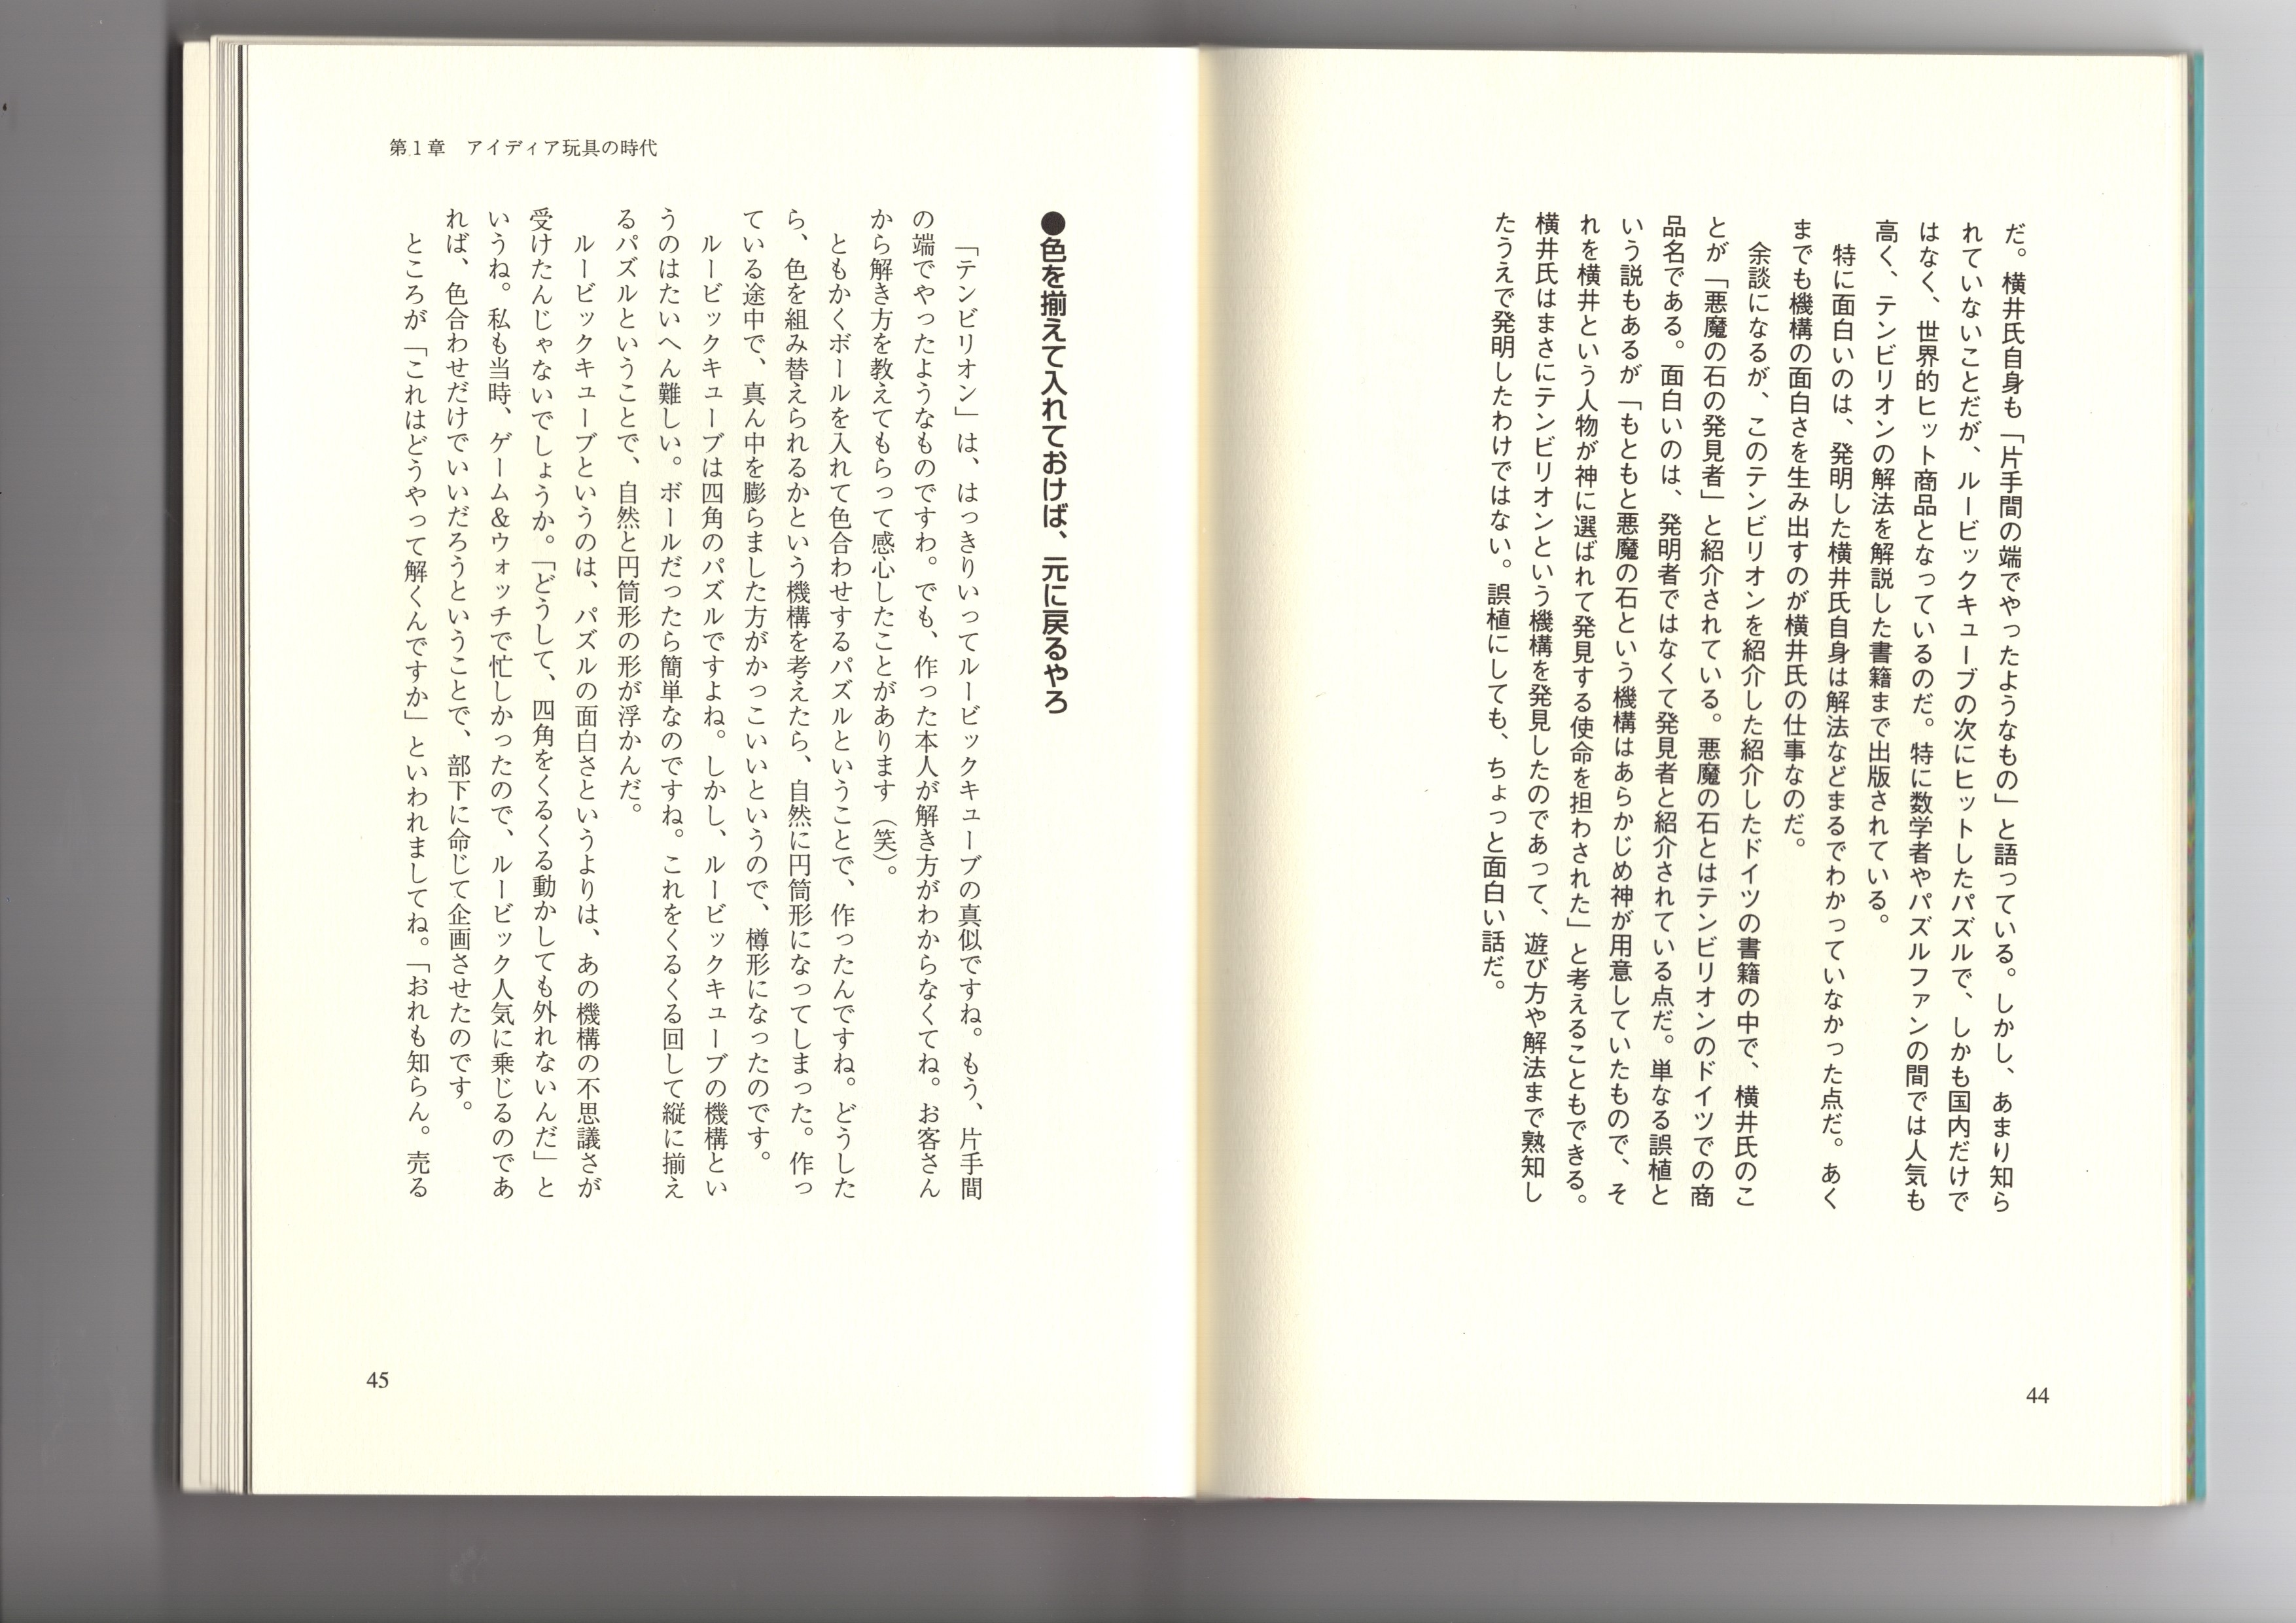 だ。横井氏自身も「片手間の端でやったようなもの」と語っている。しかし、あまり知ら
れていないことだが、ルービックキューブの次にヒットしたパズルで、しかも国内だけで
はなく、世界的ヒット商品となっているのだ。特に数学者やパズルファンの間では人気も
高く、テンビリオンの解法を解説した書籍まで出版されている。
特に面白いのは、発明した横井氏自身は解法などまるでわかっていなかった点だ。あく
までも機構の面白さを生み出すのが横井氏の仕事なのだ。
余談になるが、このテンビリオンを紹介した紹介したドイツの書籍の中で、横井氏のこ
とが「悪魔の石の発見者」と紹介されている。悪魔の石とはテンビリオンのドイツでの商
品名である。面白いのは、発明者ではなくて発見者と紹介されている点だ。単なる誤植と
いう説もあるが「もともと悪魔の石という機構はあらかじめ神が用意していたもので、そ
れを横井という人物が神に選ばれて発見する使命を担わされた」と考えることもできる。
横井氏はまさにテンビリオンという機構を発見したのであって、遊び方や解法まで熟知し
たうえで発明したわけではない。誤植にしても、ちょっと面白い話だ。
44
第1章 アイディア玩具の時代
●色を揃えて入れておけば、元に戻るやろ
「テンビリオン」は、はっきりいってルービックキューブの真似ですね。もう、片手間
の端でやったようなものですわ。でも、作った本人が解き方がわからなくてね。お客さん
から解き方を教えてもらって感心したことがあります（笑）。
ともかくボールを入れて色合わせするパズルということで、作ったんですね。どうした
ら、色を組み替えられるかという機構を考えたら、自然に円筒形になってしまった。作っ
ている途中で、真ん中を膨らました方がかっこいいというので、樽形になったのです。
ルービックキューブは四角のパズルですよね。しかし、ルービックキューブの機構とい
うのはたいへん難しい。ボールだったら簡単なのですね。これをくるくる回して縦に揃え
るパズルということで、自然と円筒形の形が浮かんだ。
ルービックキューブというのは、パズルの面白さというよりは、あの機構の不思議さが
受けたんじゃないでしょうか。「どうして、四角をくるくる動かしても外れないんだ」と
いうね。私も当時、ゲーム＆ウォッチで忙しかったので、ルービック人気に乗じるのであ
れば、色合わせだけでいいだろうということで、部下に命じて企画させたのです。
ところが「これはどうやって解くんですか」といわれましてね。「おれも知らん。売る
45